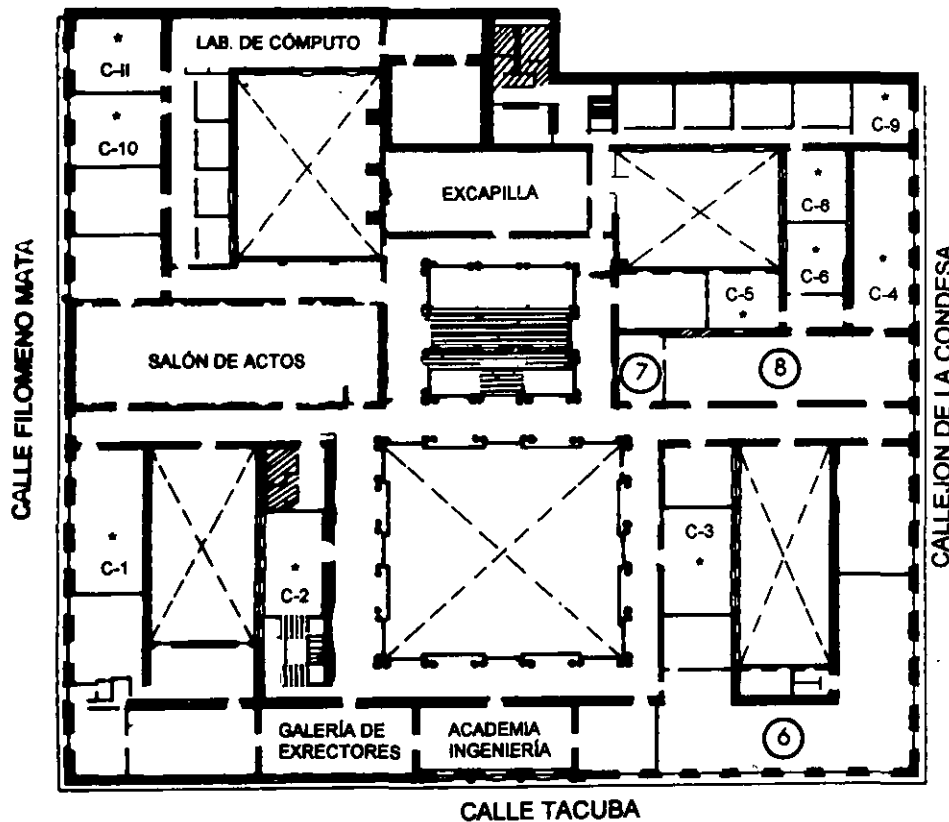 LAB. DE CÓMPUTO
*
C-II
*
C-10
*
C-9
EXCAPILLA
*
C-8
*
C-6
*
C-4
C-5
*
CALLE FILOMENO MATA
SALÓN DE ACTOS
7
8
CALLEJON DE LA CONDESA
*
C-1
*
C-2
C-3
*
GALERÍA DE
EXRECTORES
ACADEMIA
INGENIERÍA
6
CALLE TACUBA